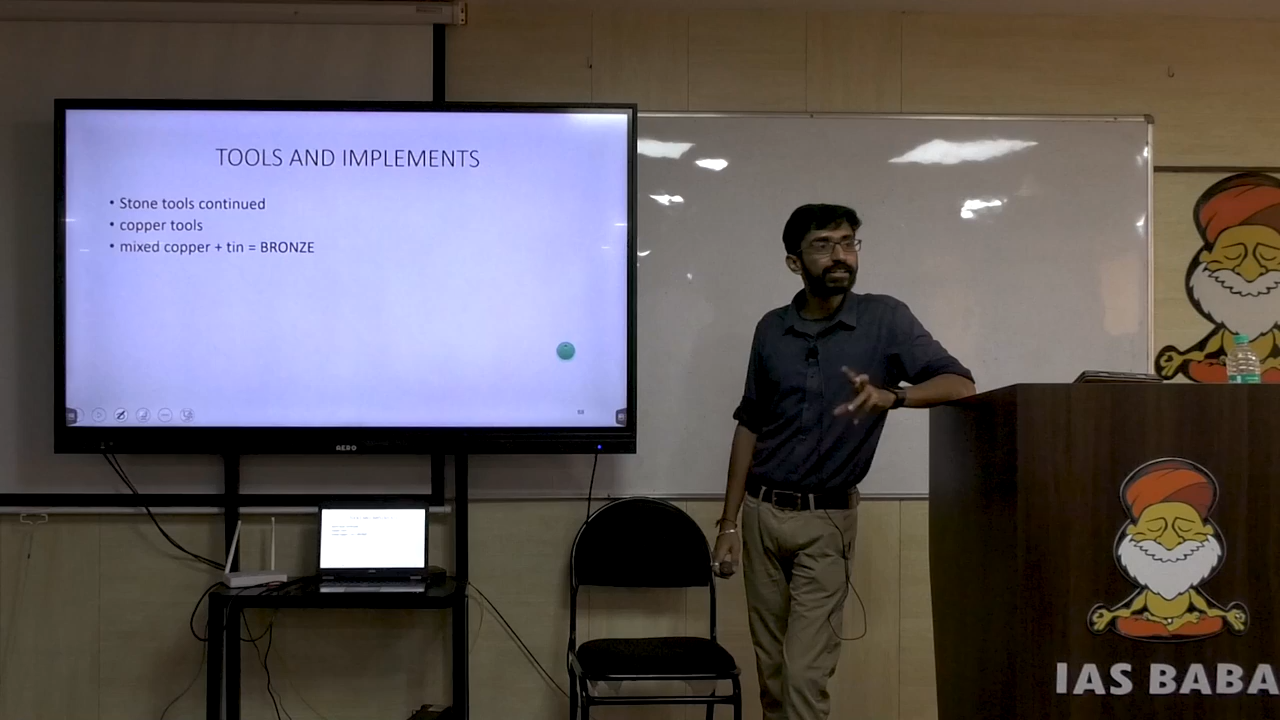 TOOLS AND IMPLEMENTS
• Stone tools continued
• copper tools
• mixed copper + tin = BRONZE
AERO
IAS BABA